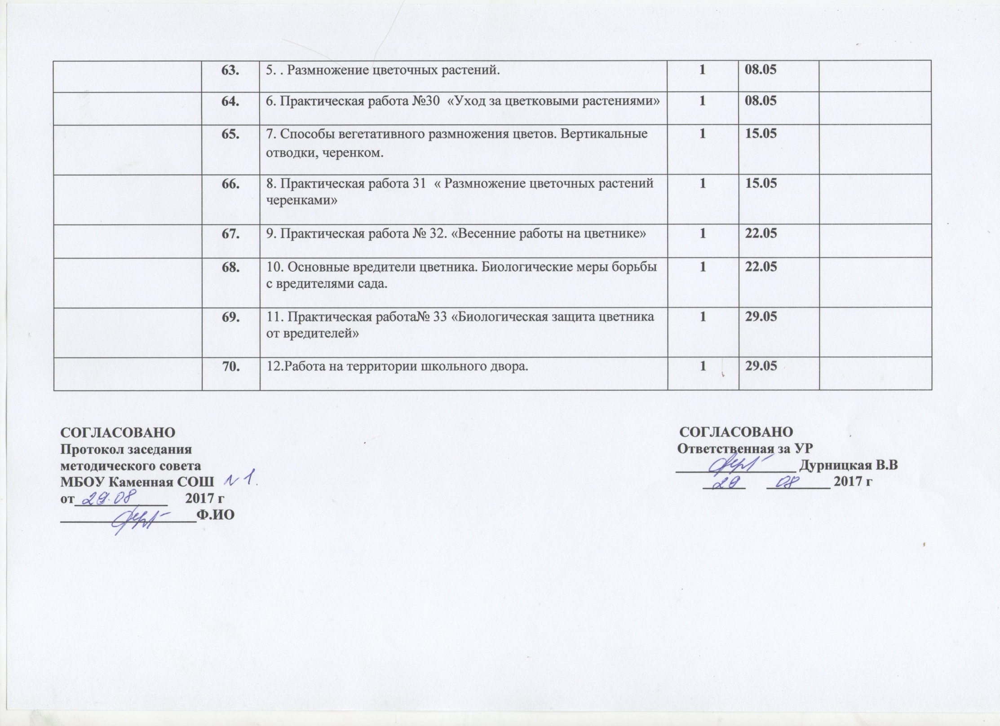 63. 5. . Размножение цветочных растений. 1 08.05
64. 6. Практическая работа №30 «Уход за цветковыми растениями» 1 08.05
65. 7. Способы вегетативного размножения цветов. Вертикальные 1 15.05
отводки, черенком.
66. 8. Практическая работа 31 « Размножение цветочных растений 1 15.05
черенками»
67. 9. Практическая работа № 32. «Весенние работы на цветнике» 1 22.05
68. 10. Основные вредители цветника. Биологические меры борьбы 1 22.05
с вредителями сада.
69. 11. Практическая работа№ 33 «Биологическая защита цветника 1 29.05
от вредителей»
70. 12.Работа на территории школьного двора. 1 29.05
СОГЛАСОВАНО
Протокол заседания
методического совета
МБОУ Каменная СОШ N 1.
от 29.08 2017 г
Ф.ИО
СОГЛАСОВАНО
Ответственная за УР
Дурницкая В.В
29 08 2017 г